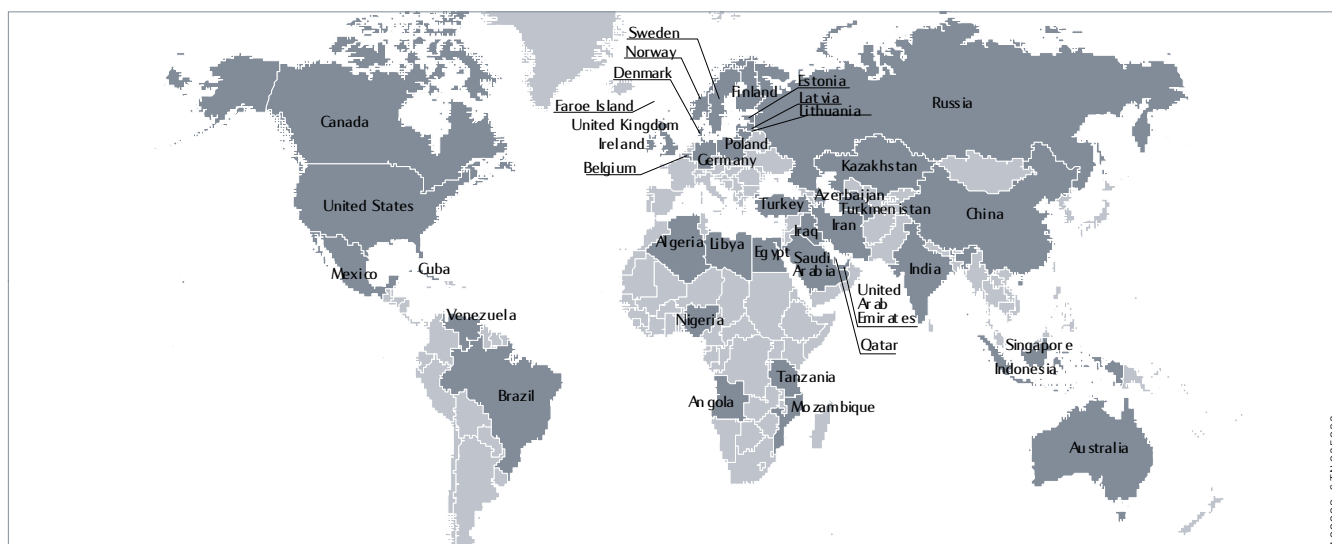 Sweden
Norway
Denmark
Finland
Estonia
Latvia
Lithuania
Russia
Faroe Island
United Kingdom
Ireland
Canada
Poland
Germany
Belgium
Kazakhstan
United States
Turkey
Azerbaijan
Turkmenistan
China
Iran
Iraq
Algeria
Libya
Egypt
Saudi
Arabia
India
Mexico
Cuba
United
Arab
Emirates
Venezuela
Nigeria
Qatar
Singapore
Indonesia
Tanzania
Brazil
Angola
Mozambique
Australia